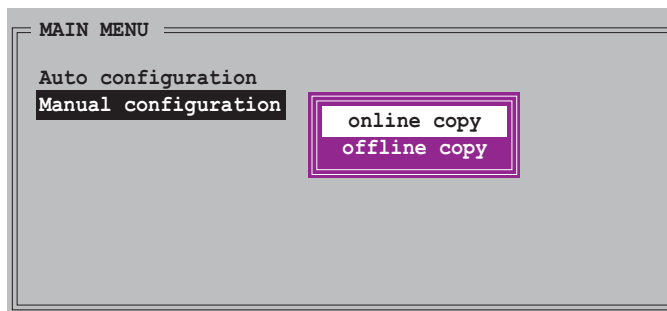 MAIN MENU
Auto configuration
Manual configuration
online copy
offline copy